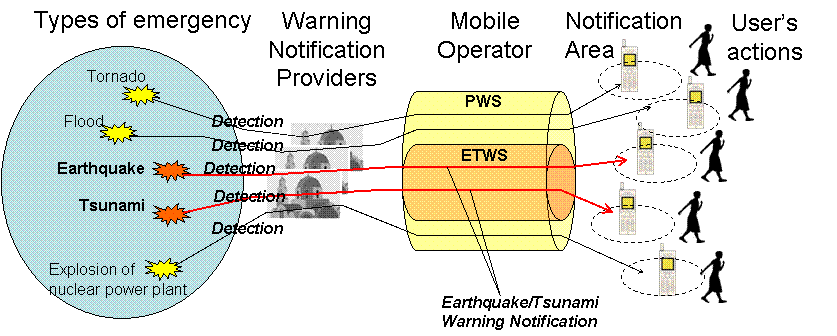 Types of emergency
Warning
Notification
Providers
Mobile
Operator
Notification
Area
User's
actions
Tornado
Flood
Earthquake
Tsunami
Explosion of
nuclear power plant
Detection
Detection
Detection
Detection
Detection
PWS
ETWS
Earthquake/Tsunami
Warning Notification